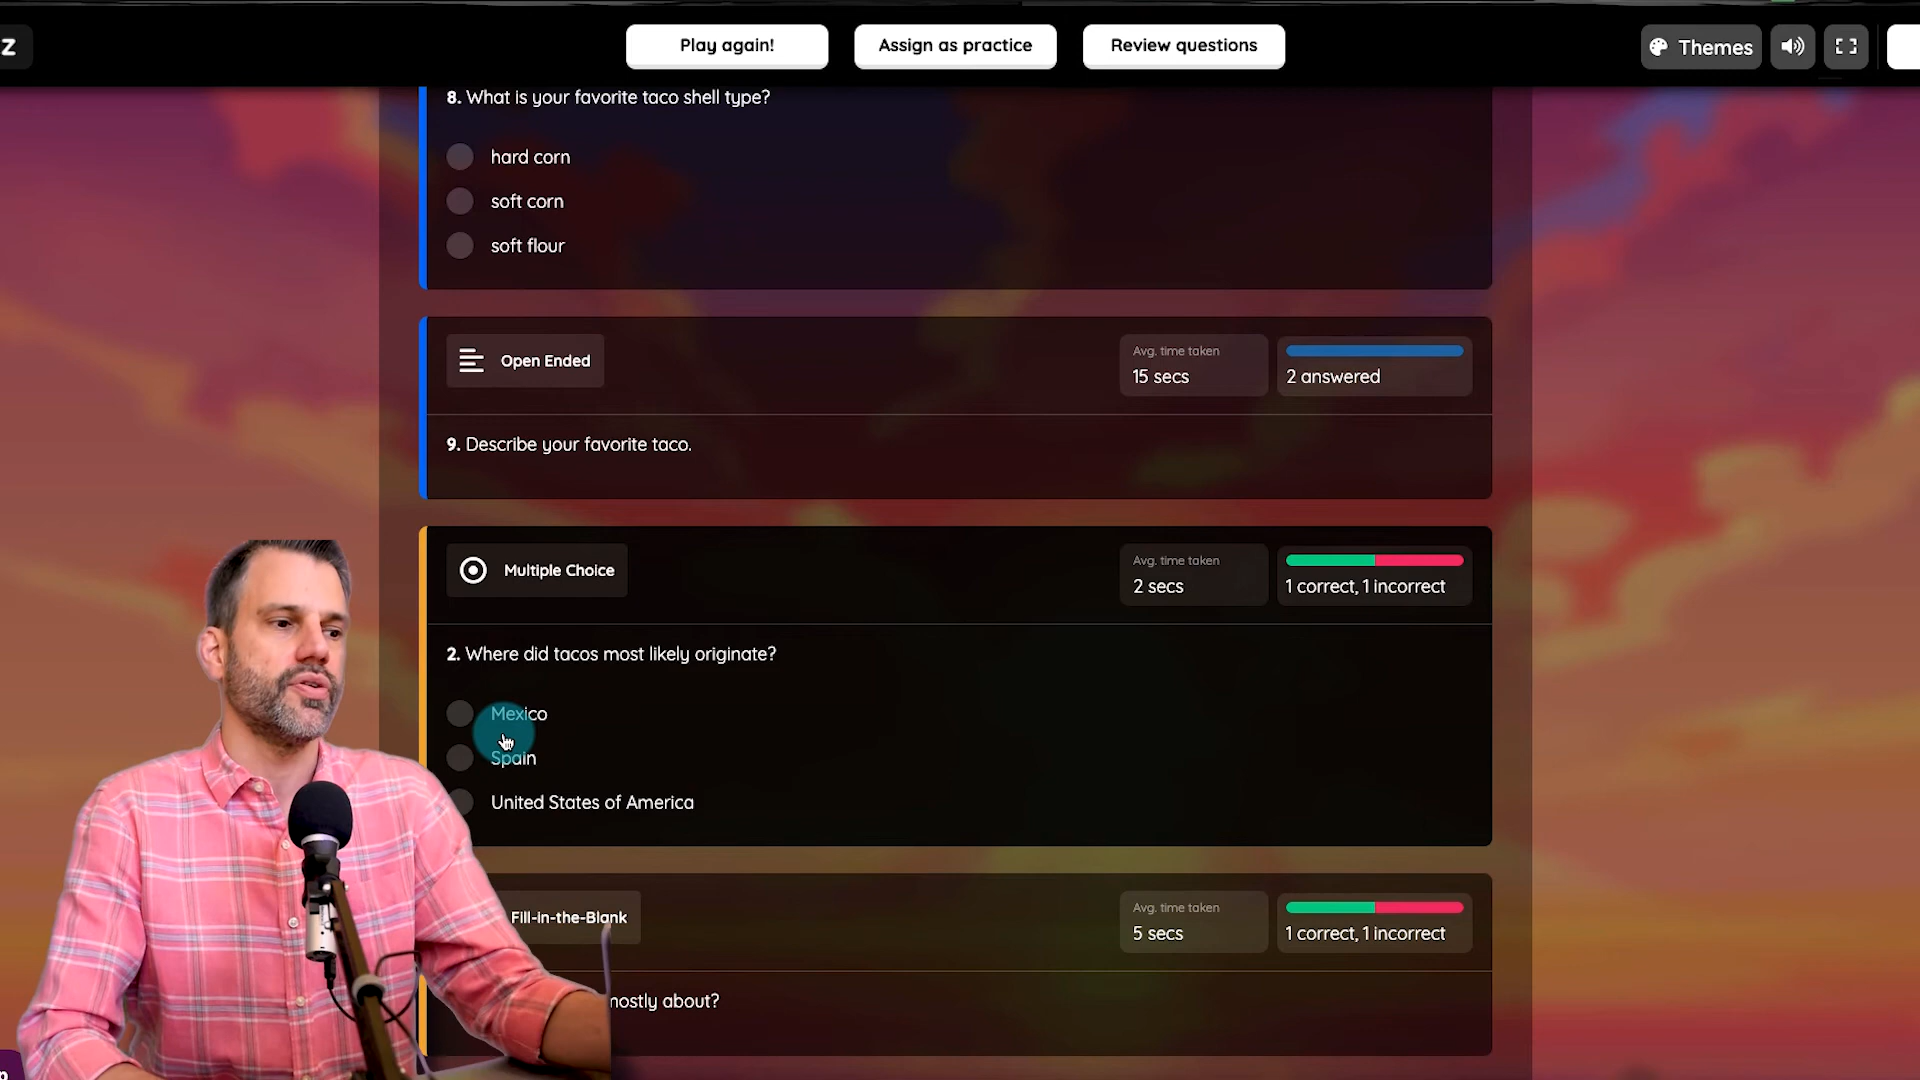 z
Play again!
Assign as practice
Review questions
Themes
8. What is your favorite taco shell type?
hard corn
soft corn
soft flour
Open Ended
Avg. time taken
15 secs
2 answered
9. Describe your favorite taco.
Multiple Choice
Avg. time taken
2 secs
1 correct, 1 incorrect
2. Where did tacos most likely originate?
Mexico
Spain
United States of America
Fill-in-the-Blank
Avg. time taken
5 secs
1 correct, 1 incorrect
mostly about?